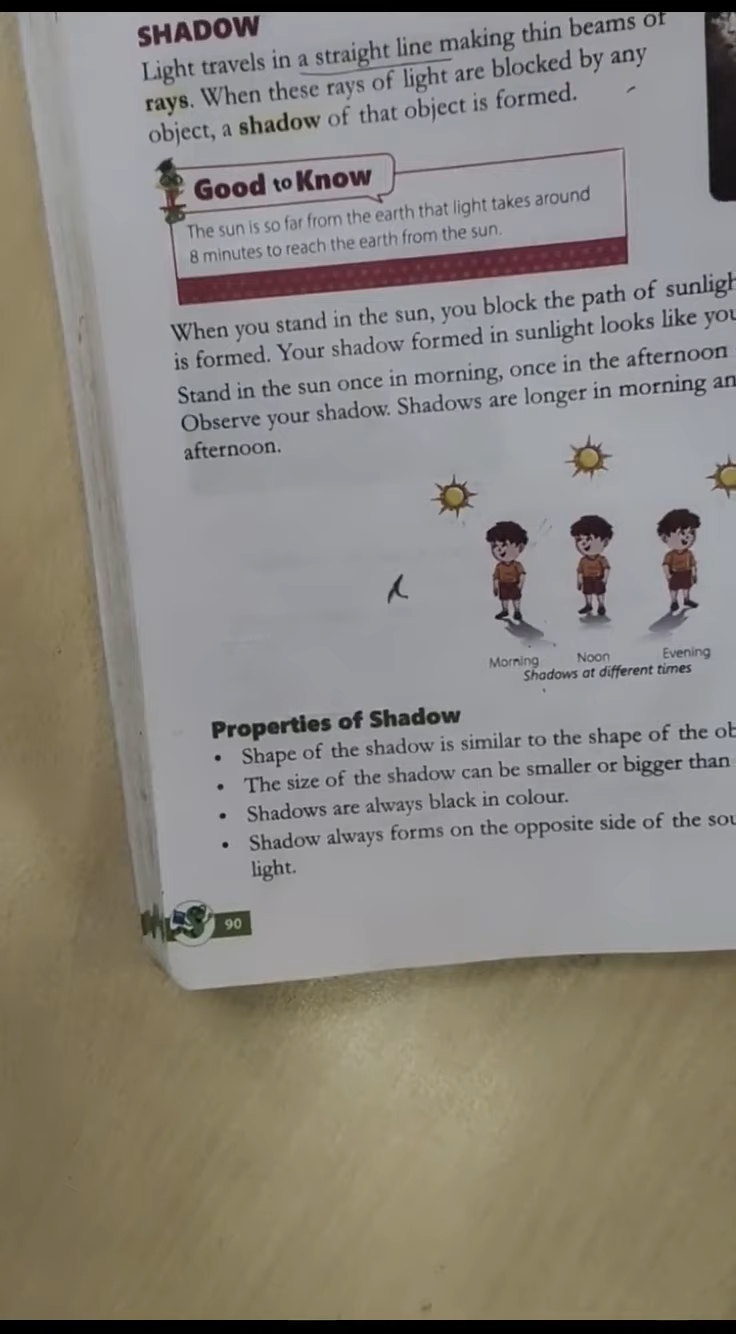 SHADOW
Light travels in a straight line making thin beams of
rays. When these rays of light are blocked by any
object, a shadow of that object is formed.
Good to Know
The sun is so far from the earth that light takes around
8 minutes to reach the earth from the sun.
When you stand in the sun, you block the path of
is formed. Your shadow formed in sunlight looks like
Stand in the sun once in morning, once in the afternoon
Observe your shadow. Shadows are longer in morning
afternoon.
Morning Noon Evening
Shadows at different times
Properties of Shadow
• Shape of the shadow is similar to the shape of the
• The size of the shadow can be smaller or bigger than
• Shadows are always black in colour.
• Shadow always forms on the opposite side of the
light.
90